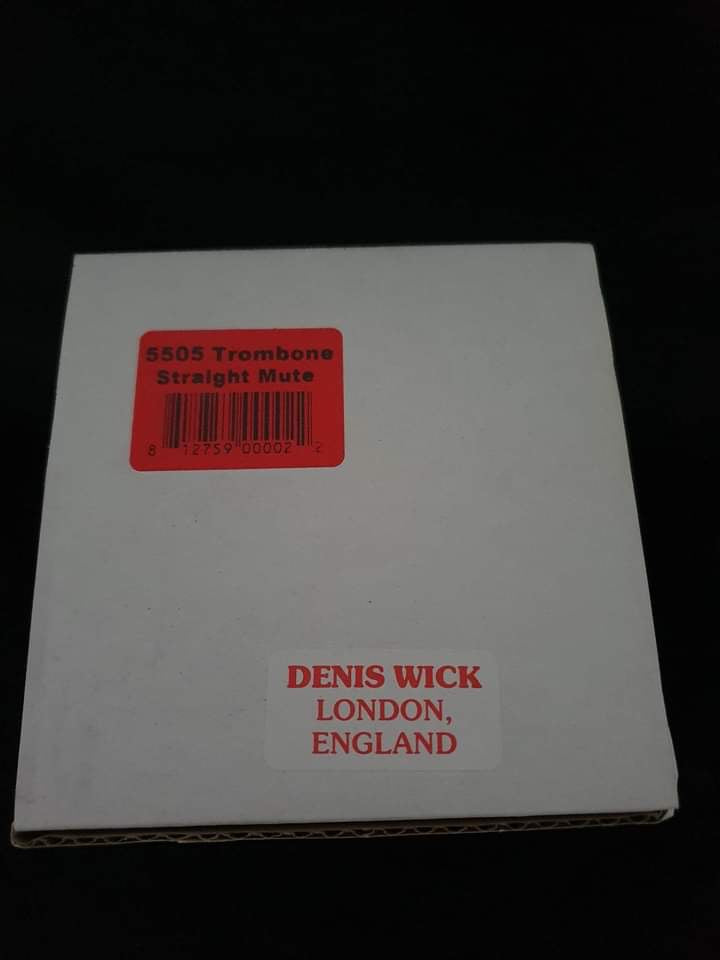 5505 Trombone
Straight Mute
8 12759 00002 2
DENIS WICK
LONDON,
ENGLAND